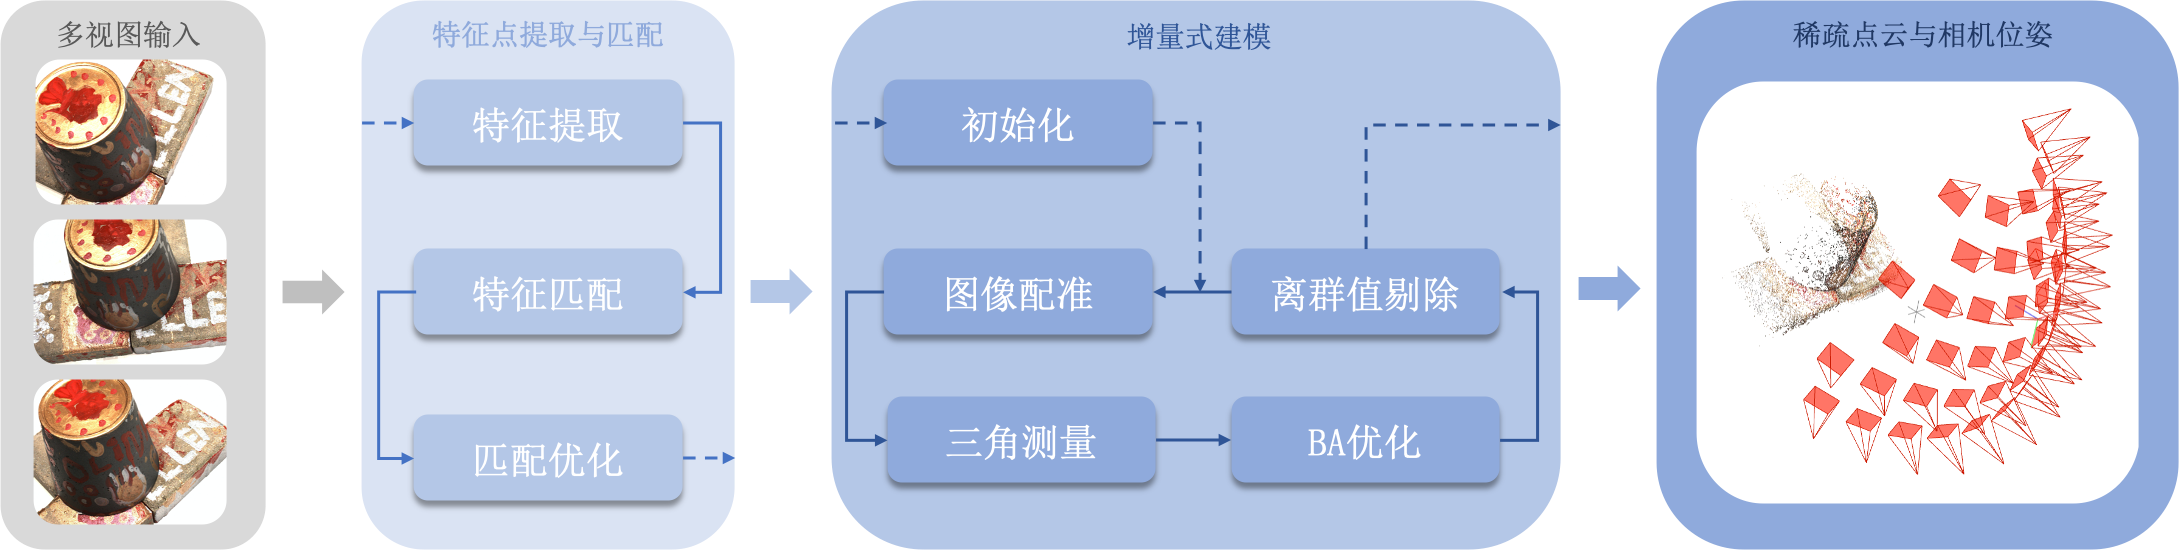 多视图输入
LLEN
LLE
LLEN
特征点提取与匹配
特征提取
特征匹配
匹配优化
增量式建模
初始化
图像配准
离群值剔除
三角测量
BA优化
稀疏点云与相机位姿